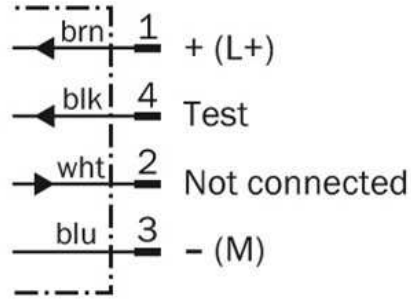 brn 1 + (L+)
blk 4 Test
wht 2 Not connected
blu 3 − (M)